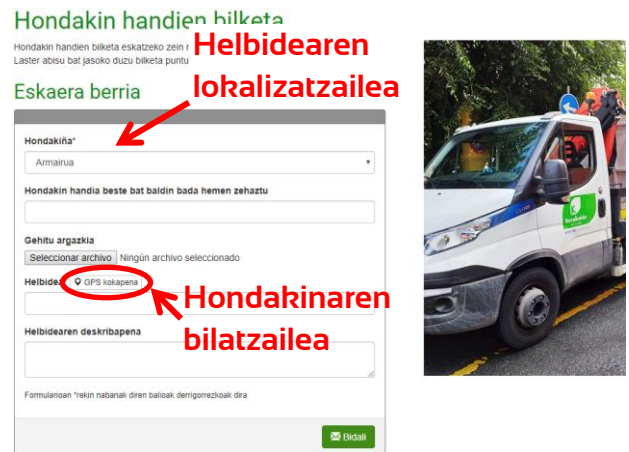 Hondakin handien bilketa
Hondakin handien bilketa eskatzeko zein
Laster abisu bat jasoko duzu bilketa puntu
Helbidearen
lokalizatzailea
Eskaera berria
Hondakiña*
Armairua
Hondakin handia beste bat baldin bada hemen zehaztu
Gehitu argazkia
Seleccionar archivo Ningún archivo seleccionado
GPS kokapena
Hondakinaren
bilatzailea
Helbidearen deskribapena
Formularioan *rekin nabariak diren balioak derrigorrezkoak dira
Bidali